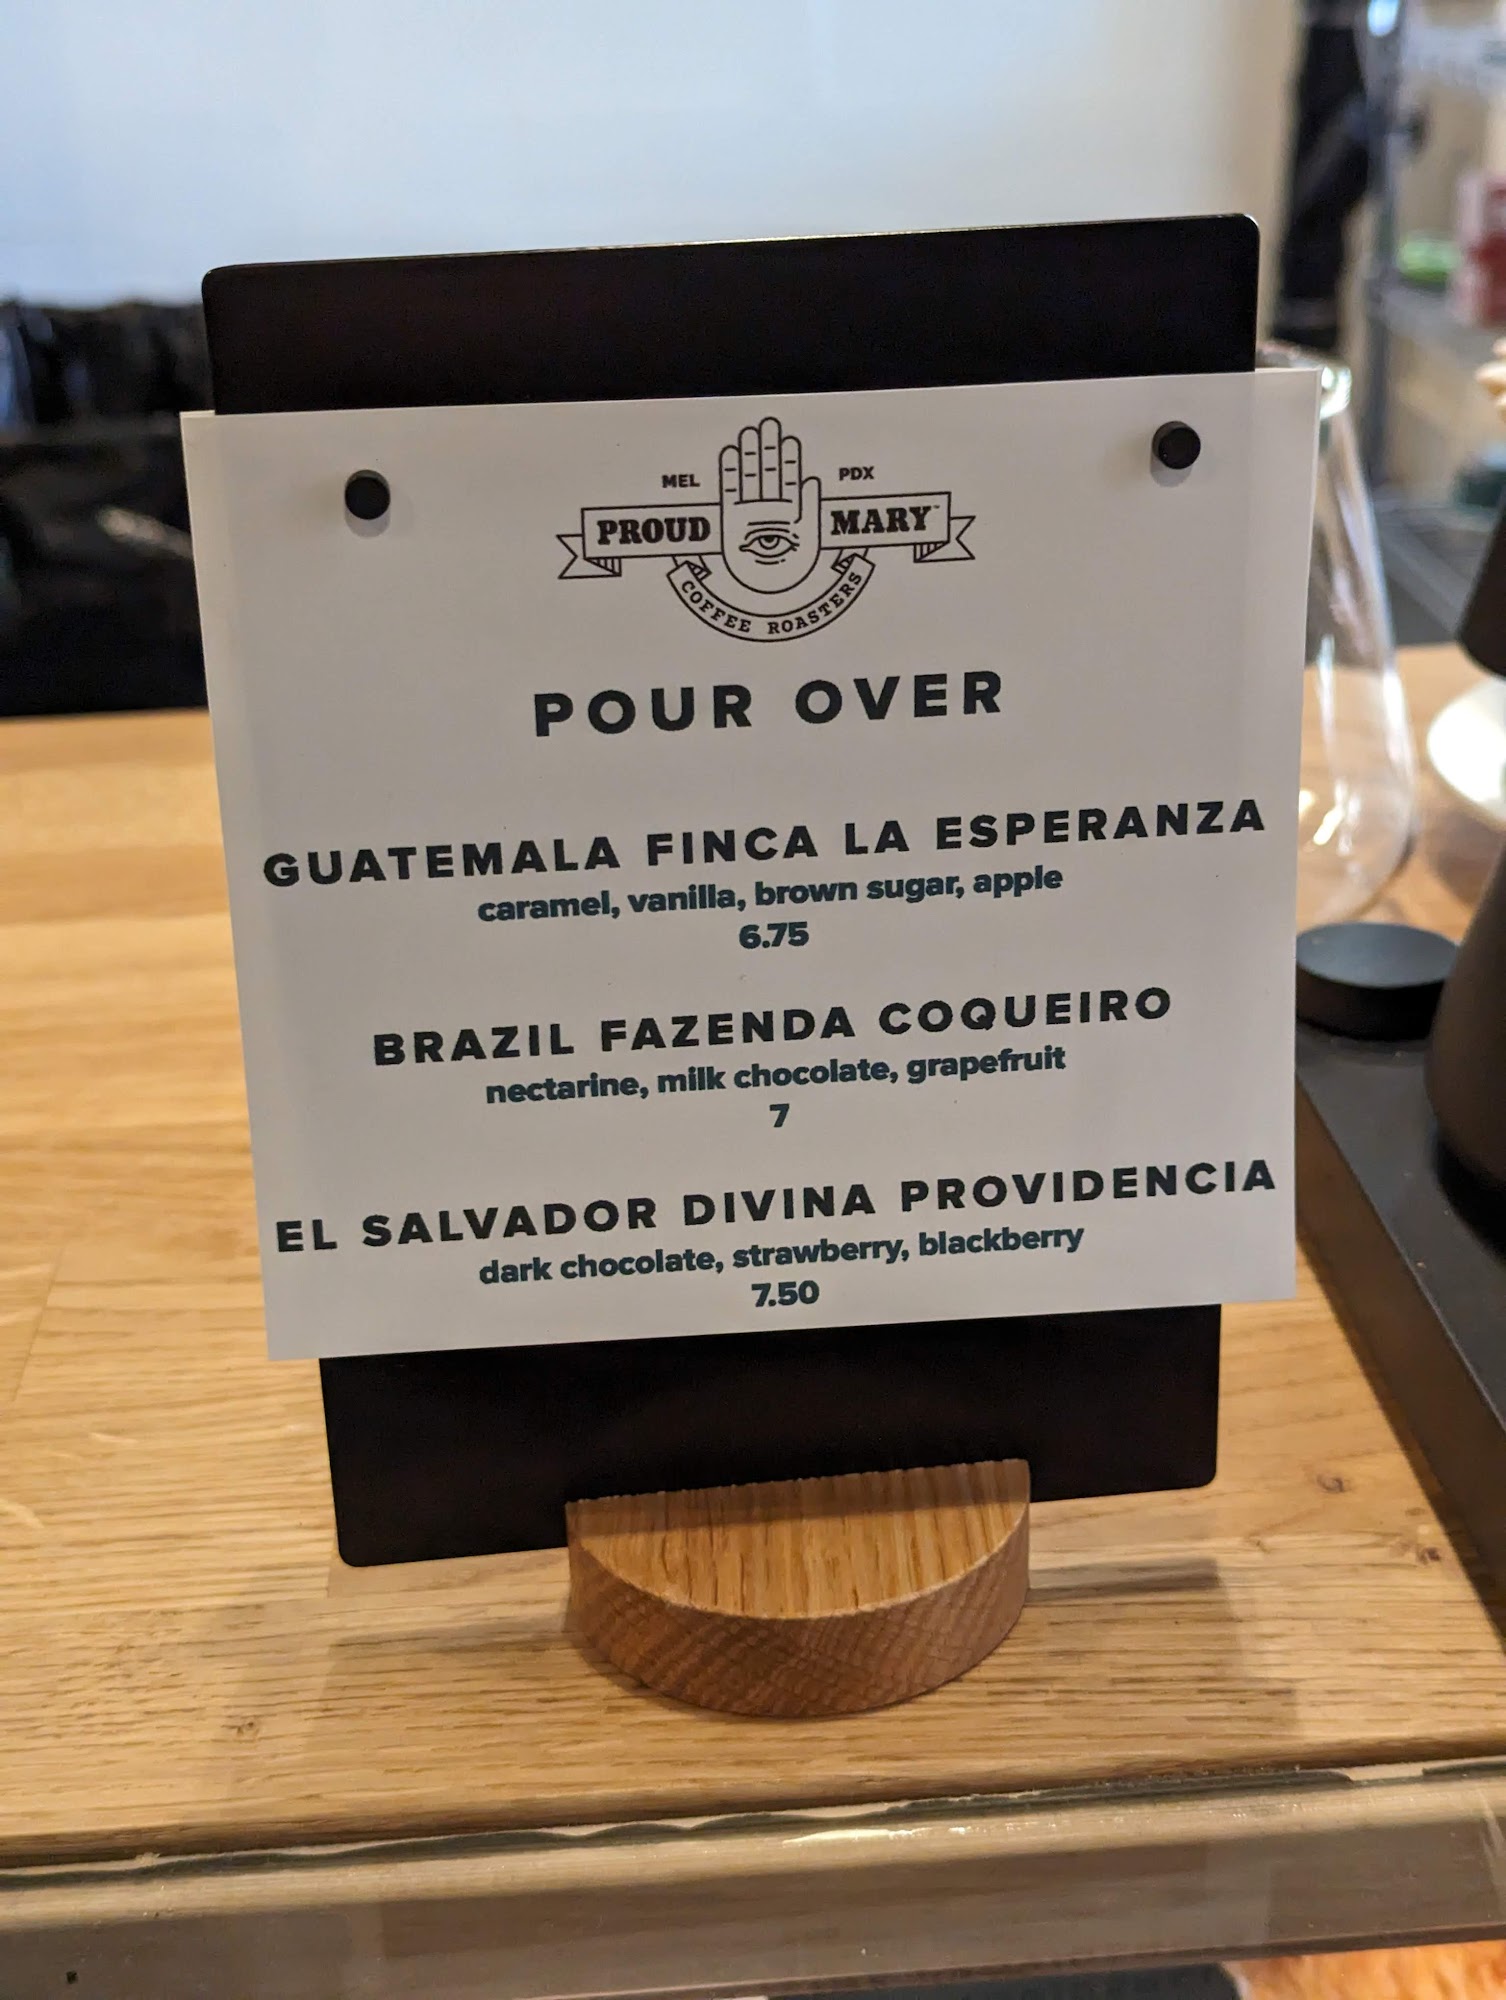 MEL PDX
PROUD MARY™
COFFEE ROASTERS
POUR OVER
GUATEMALA FINCA LA ESPERANZA
caramel, vanilla, brown sugar, apple
6.75
BRAZIL FAZENDA COQUEIRO
nectarine, milk chocolate, grapefruit
7
EL SALVADOR DIVINA PROVIDENCIA
dark chocolate, strawberry, blackberry
7.50